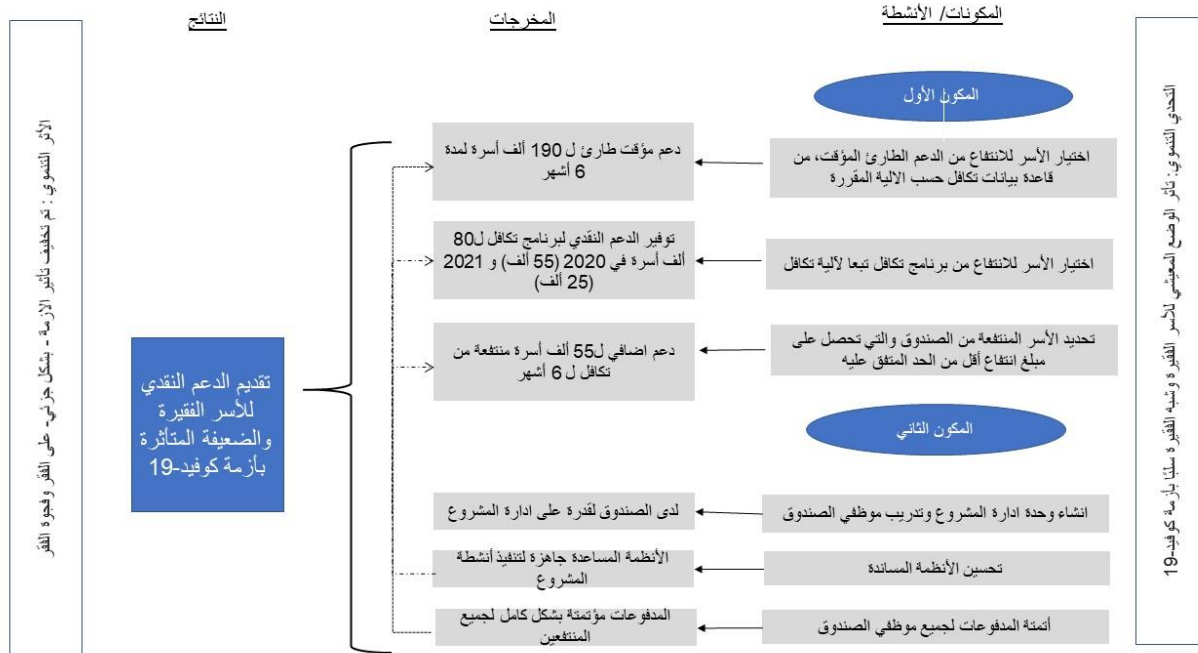 المكونات/ الأنشطة
المخرجات
النتائج
التحدي التنموي: تأثر الوضع المعيشي للأسر الفقيرة وشبه الفقيرة سلبًا بأزمة كوفيد-19
المكون الأول
اختيار الأسر للانتفاع من الدعم الطارئ المؤقت، من
قاعدة بيانات تكافل حسب الالية المقررة
دعم مؤقت طارئ ل 190 ألف أسرة لمدة
6 أشهر
اختيار الأسر للانتفاع من برنامج تكافل تبعا لآلية تكافل
توفير الدعم النقدي لبرنامج تكافل ل80
ألف أسرة في 2020 (55 ألف) و 2021
(25 ألف)
تحديد الأسر المنتفعة من الصندوق والتي تحصل على
مبلغ انتفاع أقل من الحد المتفق عليه
دعم اضافي ل55 ألف أسرة منتفعة من
تكافل ل 6 أشهر
المكون الثاني
انشاء وحدة ادارة المشروع وتدريب موظفي الصندوق
لدى الصندوق لقدرة على ادارة المشروع
تحسين الأنظمة المساندة
الأنظمة المساعدة جاهزة لتنفيذ أنشطة
المشروع
أتمتة المدفوعات لجميع موظفي الصندوق
المدفوعات مؤتمتة بشكل كامل لجميع
المنتفعين
تقديم الدعم النقدي
للأسر الفقيرة
والضعيفة المتأثرة
بأزمة كوفيد-19
الأثر التنموي : تم تخفيف تأثير الازمة - بشكل جزئي- على الفقر وفجوة الفقر